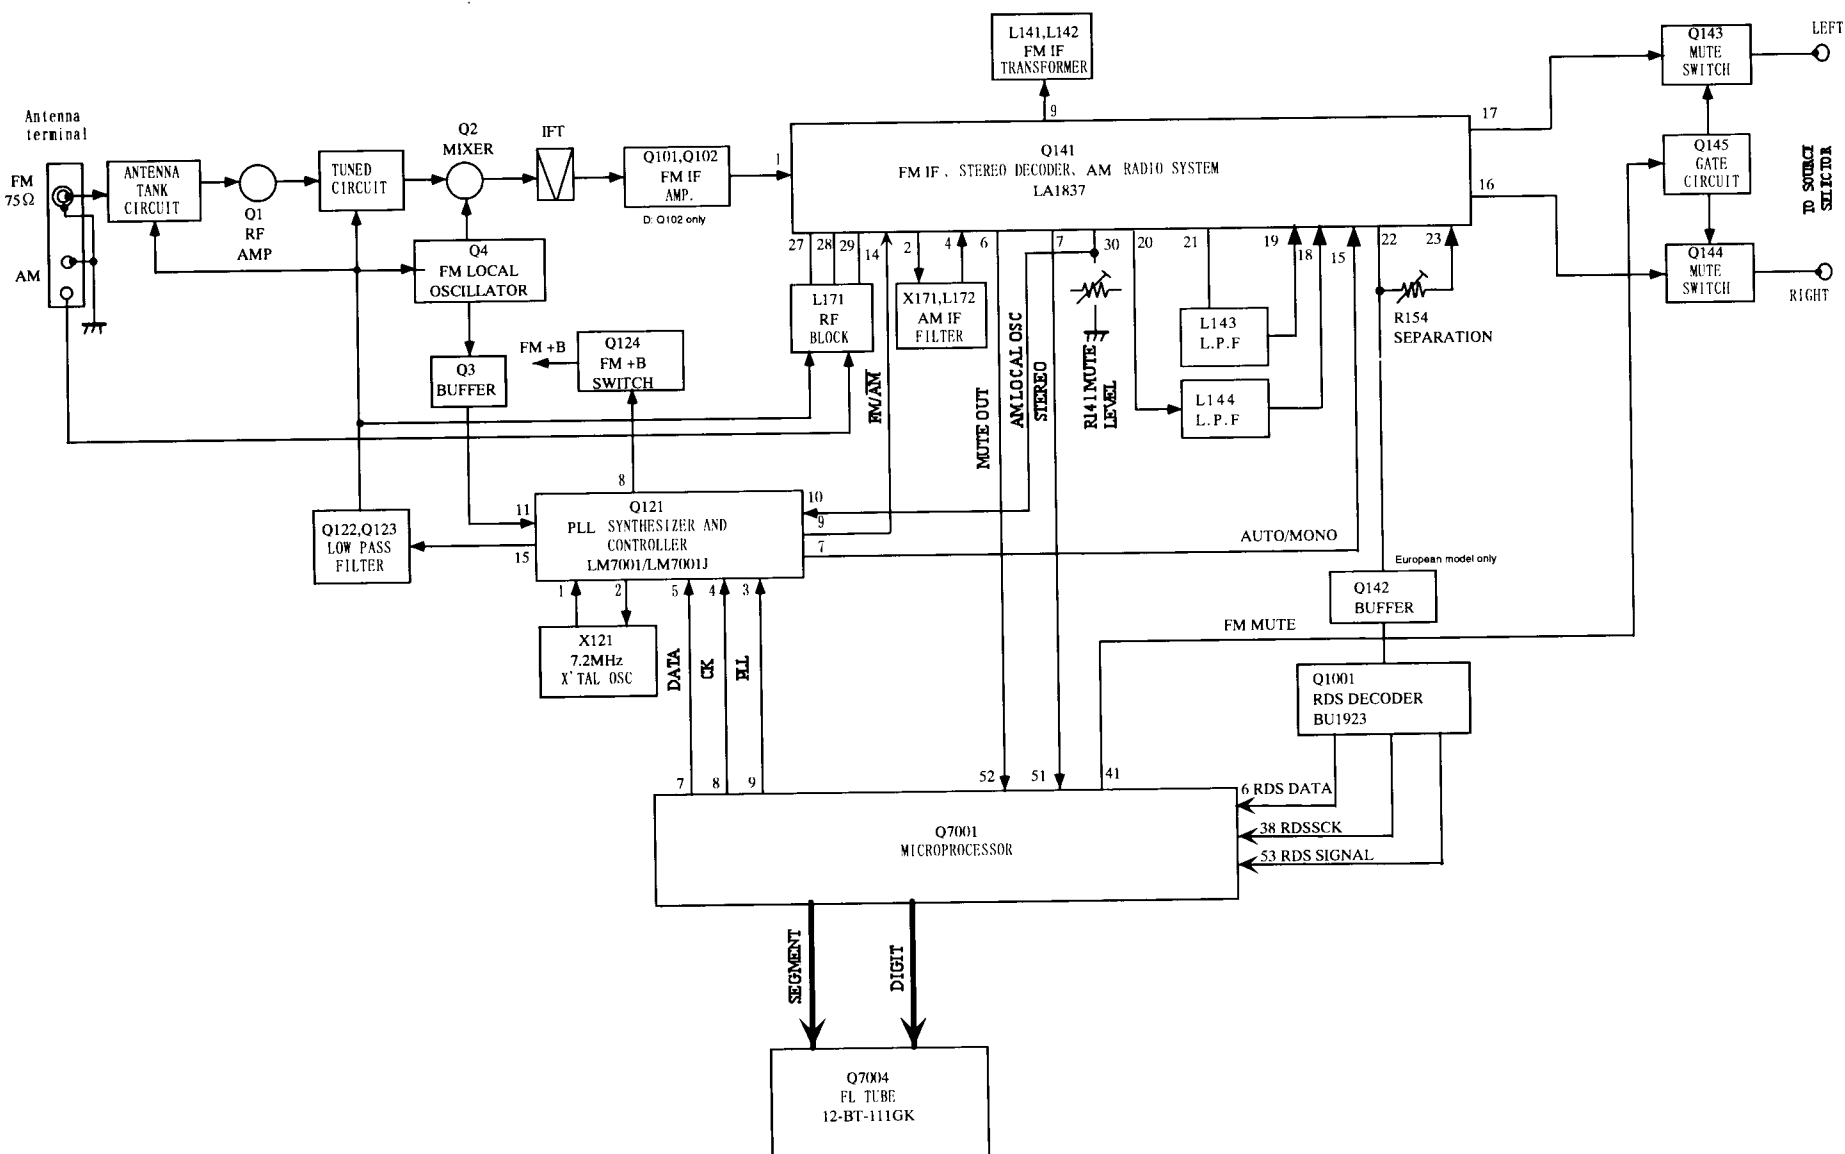 L141,L142
FM IF
TRANSFORMER
9
Q143
MUTE
SWITCH
LEFT
17
Antenna
terminal
FM
75Ω
AM
ANTENNA
TANK
CIRCUIT
Q1
RF
AMP
TUNED
CIRCUIT
Q2
MIXER
IFT
Q101,Q102
FM IF
AMP.
D: Q102 only
1
Q141
FM IF、STEREO DECODER、AM RADIO SYSTEM
LA1837
Q145
GATE
CIRCUIT
16
TO SOURCE
SELECTOR
Q144
MUTE
SWITCH
RIGHT
Q4
FM LOCAL
OSCILLATOR
27
28
29
14
2
4
6
7
30
20
21
19
18
15
22
23
L171
RF
BLOCK
X171,L172
AM IF
FILTER
L143
L.P.F
L144
L.P.F
R154
SEPARATION
Q3
BUFFER
FM +B
Q124
FM +B
SWITCH
FM/AM
MUTE OUT
AM LOCAL OSC
STEREO
R141 MUTE
LEVEL
8
11
15
10
9
7
Q122,Q123
LOW PASS
FILTER
Q121
PLL SYNTHESIZER AND
CONTROLLER
LM7001/LM7001J
AUTO/MONO
European model only
1
2
5
4
3
X121
7.2MHz
X'TAL OSC
DATA
CK
PLL
Q142
BUFFER
FM MUTE
Q1001
RDS DECODER
BU1923
7
8
9
52
51
41
6 RDS DATA
38 RDSSCK
53 RDS SIGNAL
Q7001
MICROPROCESSOR
SEGMENT
DIGIT
Q7004
FL TUBE
12-BT-111GK